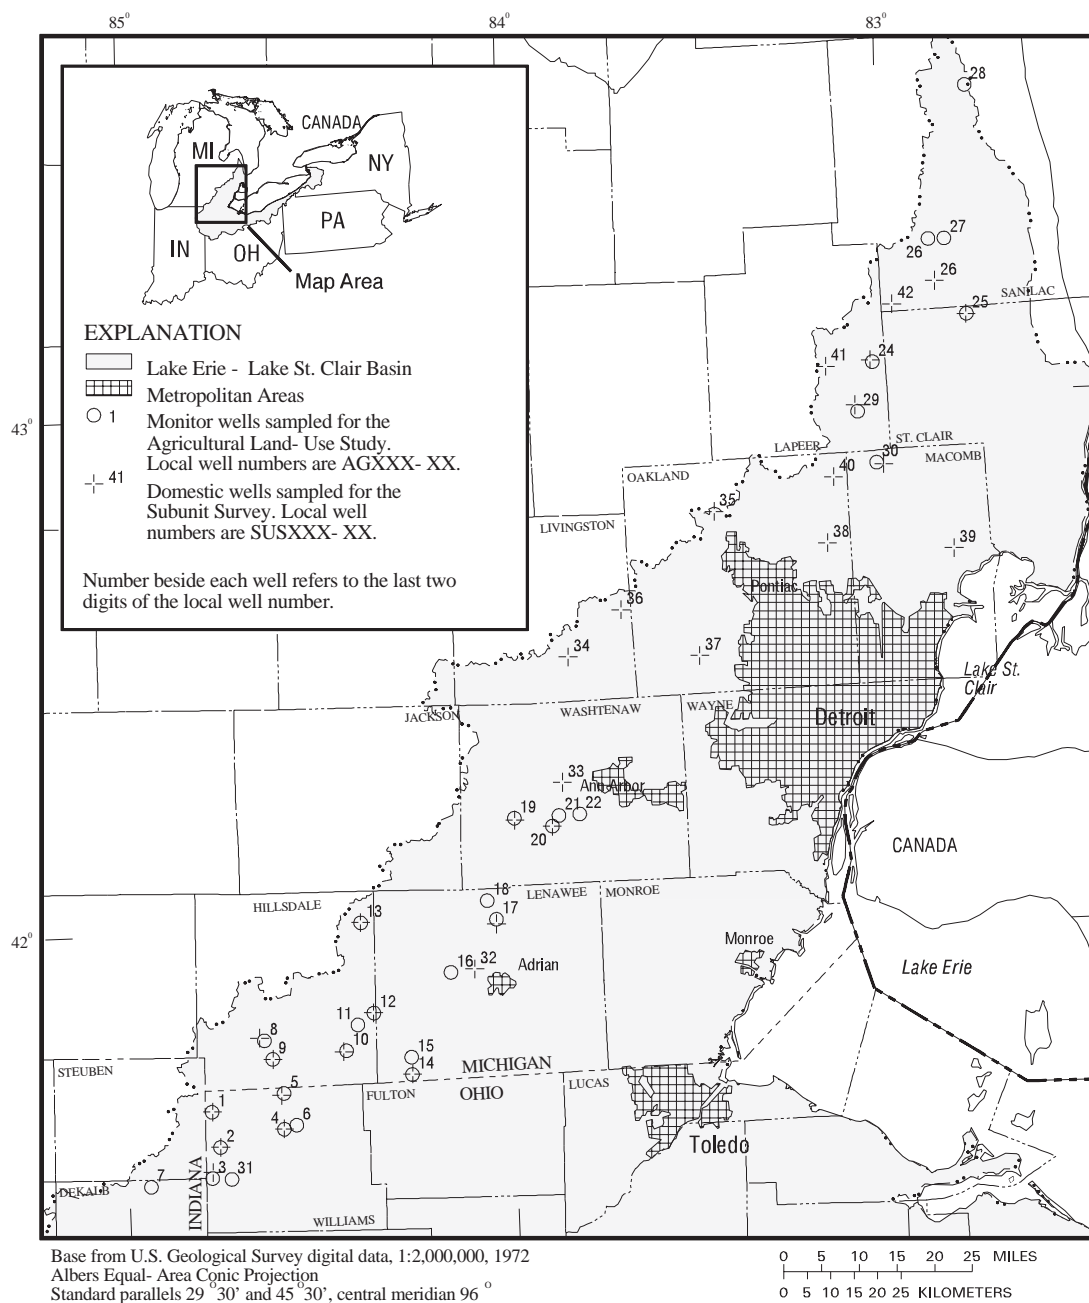 85°
84°
83°
CANADA
MI
NY
PA
IN
OH
Map Area
EXPLANATION
Lake Erie - Lake St. Clair Basin
Metropolitan Areas
1
Monitor wells sampled for the
Agricultural Land- Use Study.
Local well numbers are AGXXX- XX.
41
Domestic wells sampled for the
Subunit Survey. Local well
numbers are SUSXXX- XX.
Number beside each well refers to the last two
digits of the local well number.
28
27
26
26
42
SANILAC
25
24
41
29
43°
LAPEER
ST. CLAIR
30
MACOMB
OAKLAND
40
35
LIVINGSTON
38
39
Pontiac
36
34
37
Lake St.
Clair
JACKSON
WASHTENAW
WAYNE
Detroit
33
Ann Arbor
19
21
22
20
CANADA
18
LENAWEE
MONROE
HILLSDALE
13
17
42°
Monroe
16
32
Adrian
Lake Erie
12
11
8
10
9
15
MICHIGAN
STEUBEN
14
LUCAS
5
FULTON
OHIO
1
4
6
2
Toledo
3
31
7
DEKALB
INDIANA
WILLIAMS
Base from U.S. Geological Survey digital data, 1:2,000,000, 1972
Albers Equal- Area Conic Projection
Standard parallels 29°30' and 45°30', central meridian 96°
0 5 10 15 20 25 MILES
0 5 10 15 20 25 KILOMETERS